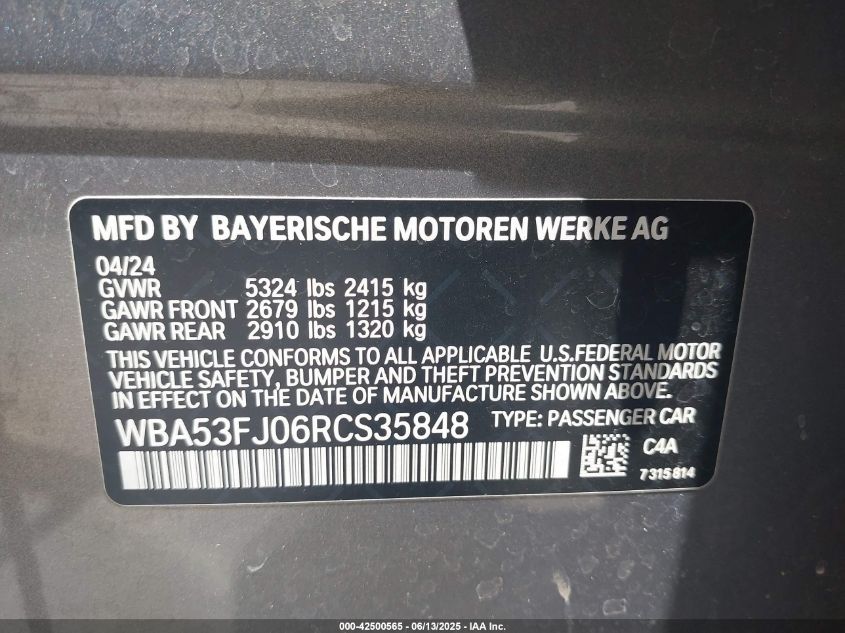 MFD BY BAYERISCHE MOTOREN WERKE AG
04/24
GVWR 5324 lbs 2415 kg
GAWR FRONT 2679 lbs 1215 kg
GAWR REAR 2910 lbs 1320 kg
THIS VEHICLE CONFORMS TO ALL APPLICABLE U.S.FEDERAL MOTOR
VEHICLE SAFETY, BUMPER AND THEFT PREVENTION STANDARDS
IN EFFECT ON THE DATE OF MANUFACTURE SHOWN ABOVE.
WBA53FJ06RCS35848 TYPE: PASSENGER CAR
C4A
7315814
000-42500565 - 06/13/2025 - IAA Inc.